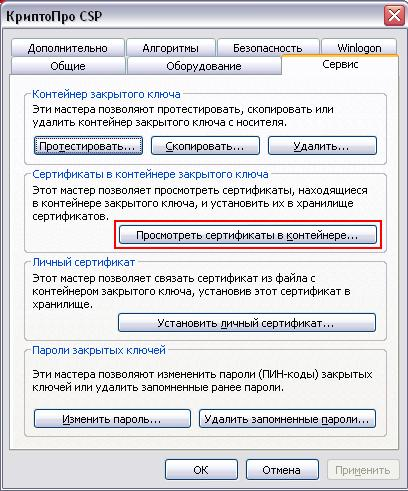 КриптоПро CSP
Дополнительно Алгоритмы Безопасность Winlogon
Общие Оборудование Сервис
Контейнер закрытого ключа
Эти мастера позволяют протестировать, скопировать или
удалить контейнер закрытого ключа с носителя.
Протестировать... Скопировать... Удалить...
Сертификаты в контейнере закрытого ключа
Этот мастер позволяет просмотреть сертификаты, находящиеся
в контейнере закрытого ключа, и установить их в хранилище
сертификатов.
Просмотреть сертификаты в контейнере...
Личный сертификат
Этот мастер позволяет связать сертификат из файла с
контейнером закрытого ключа, установив этот сертификат в
хранилище.
Установить личный сертификат...
Пароли закрытых ключей
Эти мастера позволяют измененить пароли (ПИН-коды) закрытых
ключей или удалить запомненные ранее пароли.
Изменить пароль... Удалить запомненные пароли...
ОК Отмена Применить